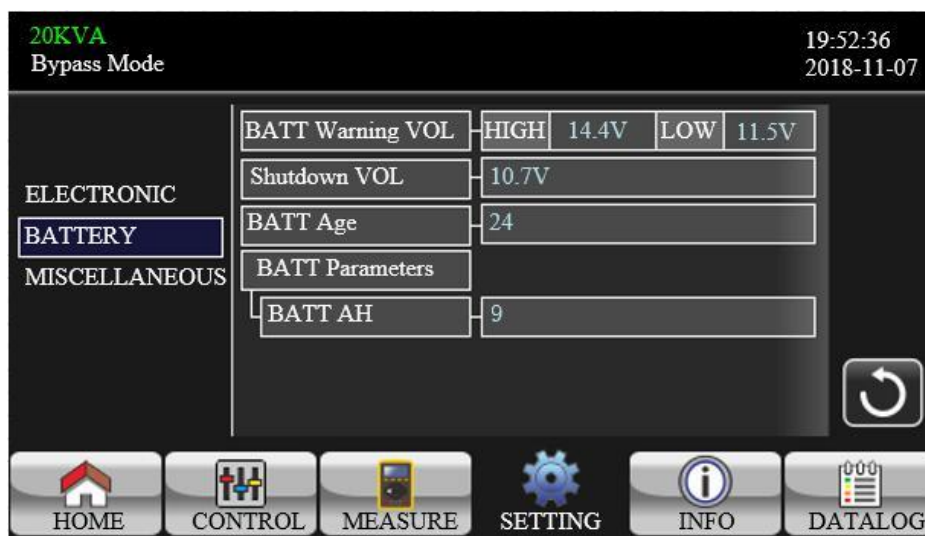 20KVA
Bypass Mode
19:52:36
2018-11-07
ELECTRONIC
BATTERY
MISCELLANEOUS
BATT Warning VOL HIGH 14.4V LOW 11.5V
Shutdown VOL 10.7V
BATT Age 24
BATT Parameters
BATT AH 9
HOME CONTROL MEASURE SETTING INFO DATALOG